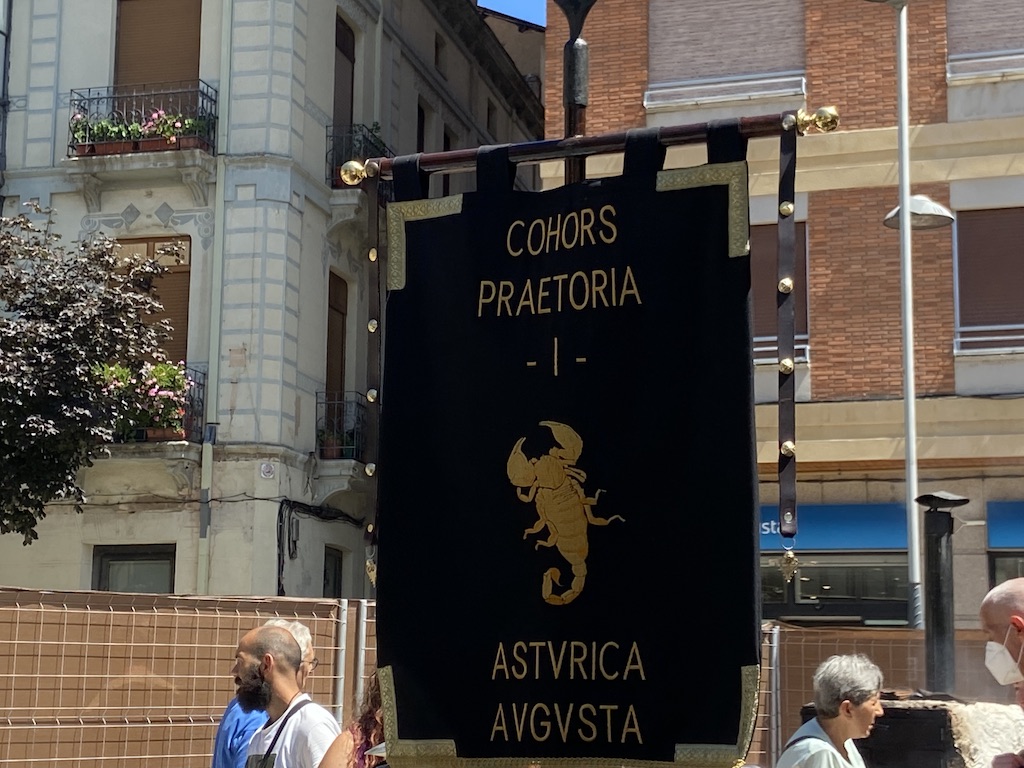 COHORS
PRAETORIA
- I -
ASTVRICA
AVGVSTA